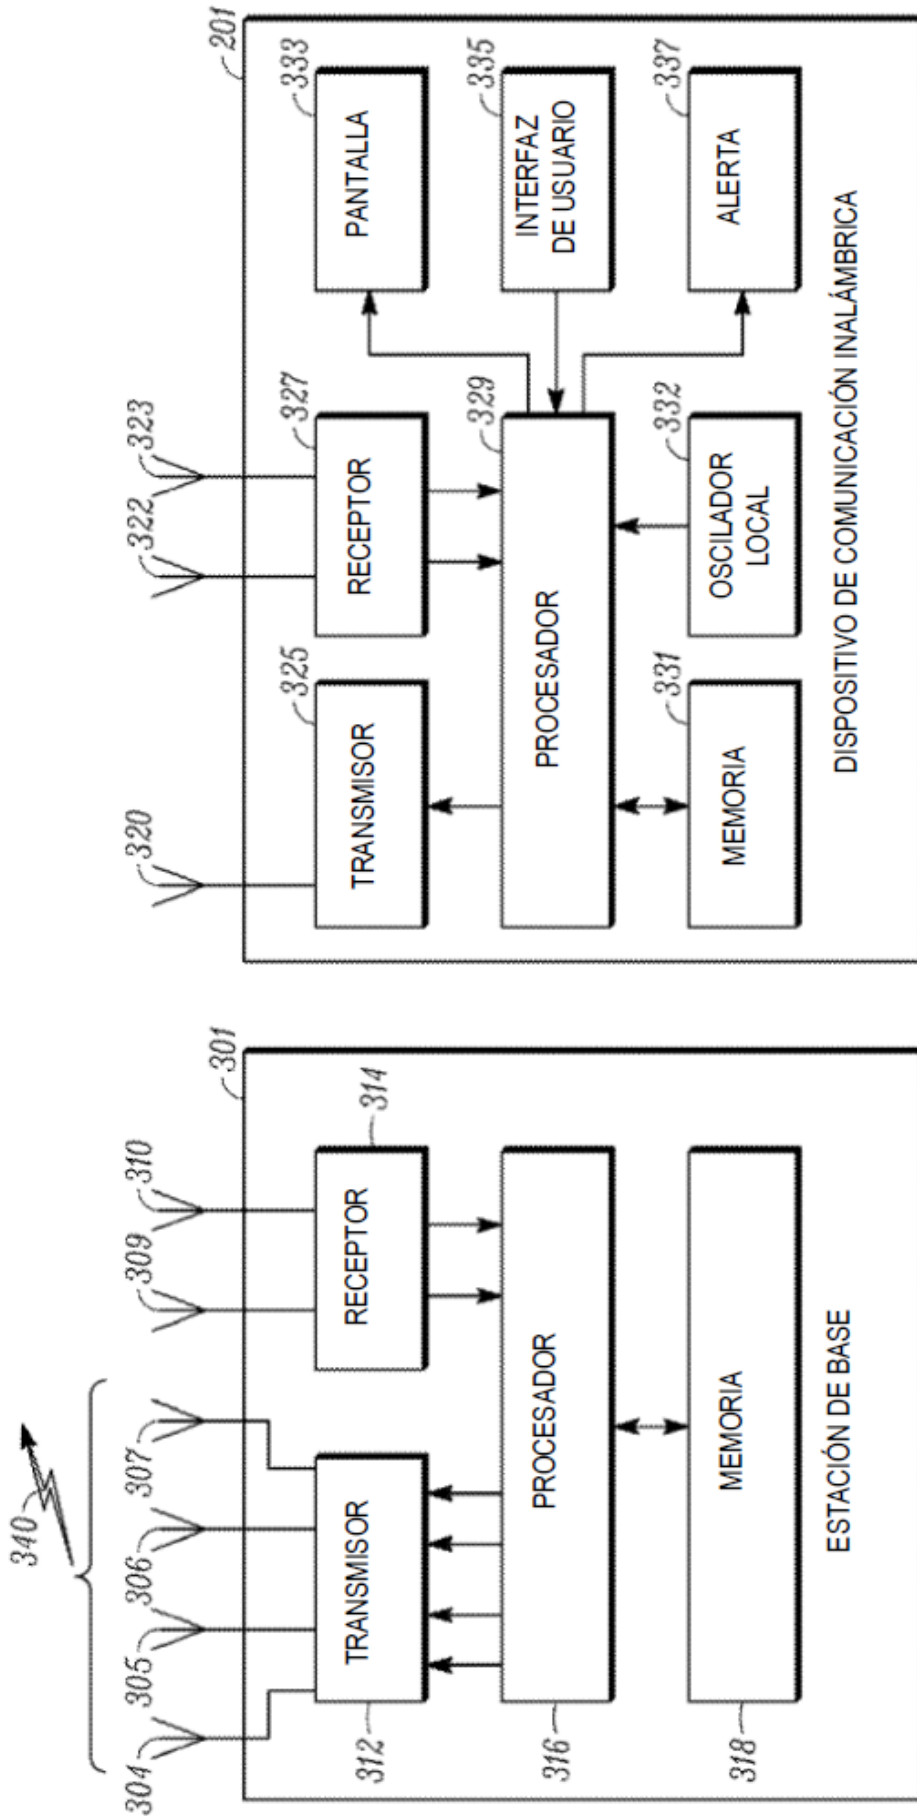 340
304
305
306
307
309
310
301
312
TRANSMISOR
RECEPTOR
314
316
PROCESADOR
318
MEMORIA
ESTACIÓN DE BASE
320
322
323
201
325
TRANSMISOR
327
RECEPTOR
333
PANTALLA
329
PROCESADOR
335
INTERFAZ
DE USUARIO
331
MEMORIA
332
OSCILADOR
LOCAL
337
ALERTA
DISPOSITIVO DE COMUNICACIÓN INALÁMBRICA